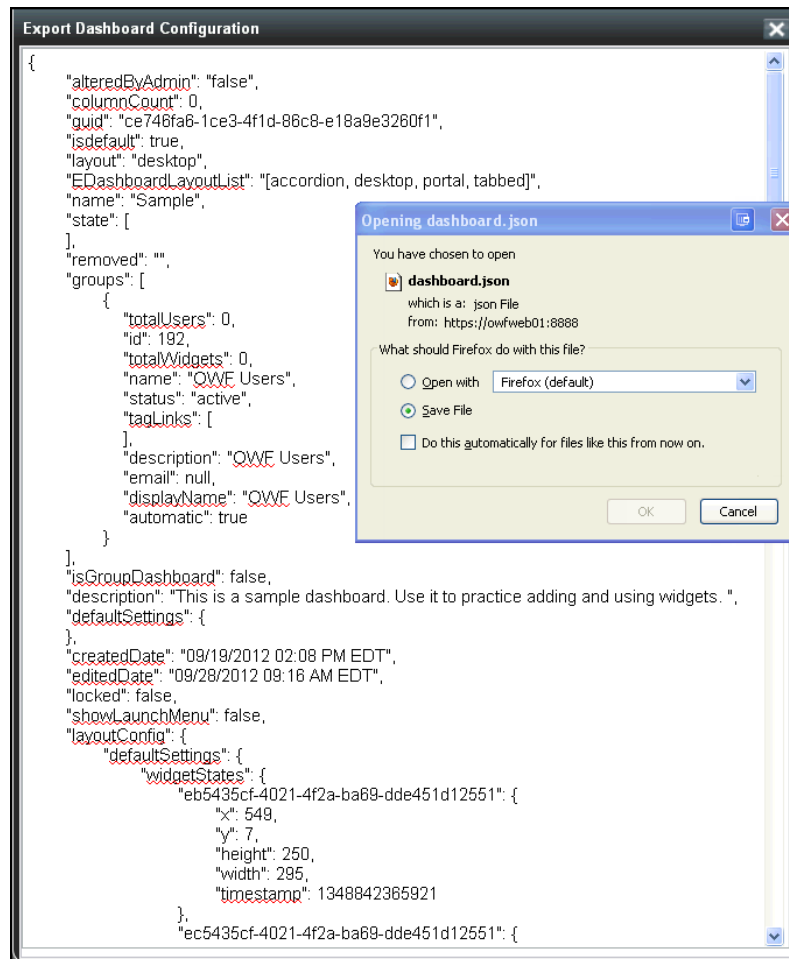 Export Dashboard Configuration
{
"alteredByAdmin": "false",
"columnCount": 0,
"guid": "ce746fa6-1ce3-4f1d-86c8-e18a9e3260f1",
"isdefault": true,
"layout": "desktop",
"EDashboardLayoutList": "[accordion, desktop, portal, tabbed]",
"name": "Sample",
"state": [
],
"removed": "",
"groups": [
{
"totalUsers": 0,
"id": 192,
"totalWidgets": 0,
"name": "OWF Users",
"status": "active",
"tagLinks": [
],
"description": "OWF Users",
"email": null,
"displayName": "OWF Users",
"automatic": true
}
],
"isGroupDashboard": false,
"description": "This is a sample dashboard. Use it to practice adding and using widgets. ",
"defaultSettings": {
},
"createdDate": "09/19/2012 02:08 PM EDT",
"editedDate": "09/28/2012 09:16 AM EDT",
"locked": false,
"showLaunchMenu": false,
"layoutConfig": {
"defaultSettings": {
"widgetStates": {
"eb5435cf-4021-4f2a-ba69-dde451d12551": {
"x": 549,
"y": 7,
"height": 250,
"width": 295,
"timestamp": 1348842365921
},
"ec5435cf-4021-4f2a-ba69-dde451d12551": {
Opening dashboard.json
You have chosen to open
dashboard.json
which is a: json File
from: https://owfweb01:8888
What should Firefox do with this file?
Open with Firefox (default)
Save File
Do this automatically for files like this from now on.
OK Cancel